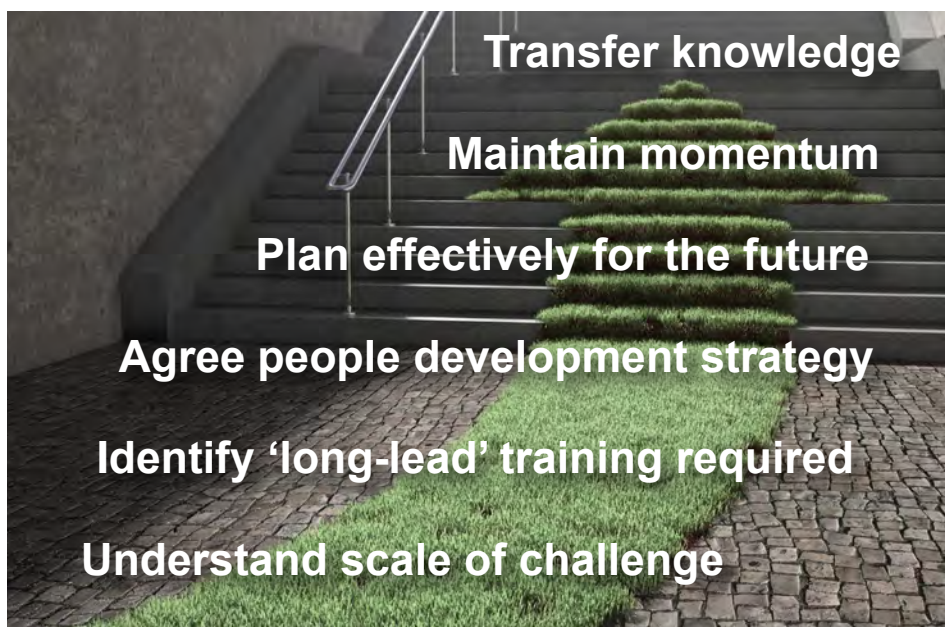 Transfer knowledge
Maintain momentum
Plan effectively for the future
Agree people development strategy
Identify ‘long-lead’ training required
Understand scale of challenge